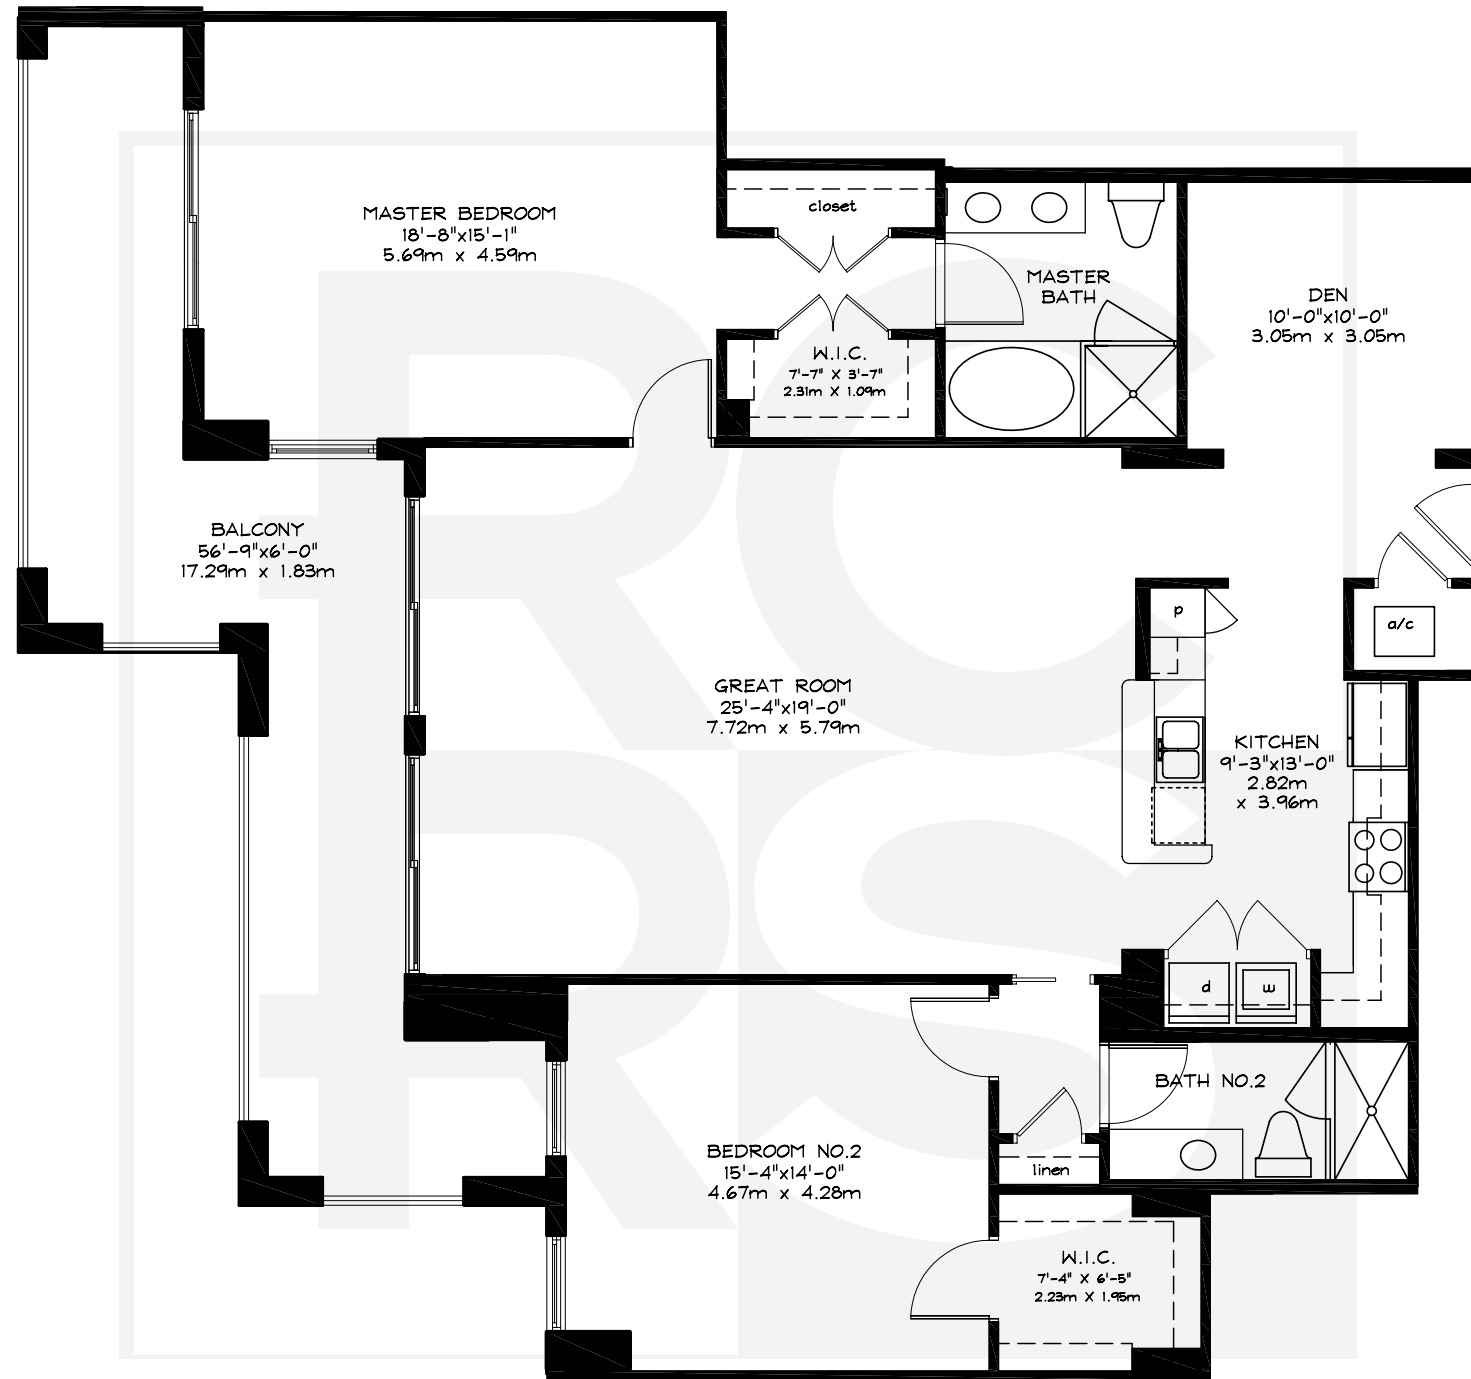 closet
MASTER BEDROOM
18'-8"x15'-1"
5.69m x 4.59m
MASTER
BATH
DEN
10'-0"x10'-0"
3.05m x 3.05m
W.I.C.
7'-7" X 3'-7"
2.31m X 1.09m
BALCONY
56'-9"x6'-0"
17.29m x 1.83m
p
a/c
GREAT ROOM
25'-4"x19'-0"
7.72m x 5.79m
KITCHEN
9'-3"x13'-0"
2.82m
x 3.96m
d
w
BATH NO.2
BEDROOM NO.2
15'-4"x14'-0"
4.67m x 4.28m
linen
W.I.C.
7'-4" X 6'-5"
2.23m X 1.95m
RC
RS